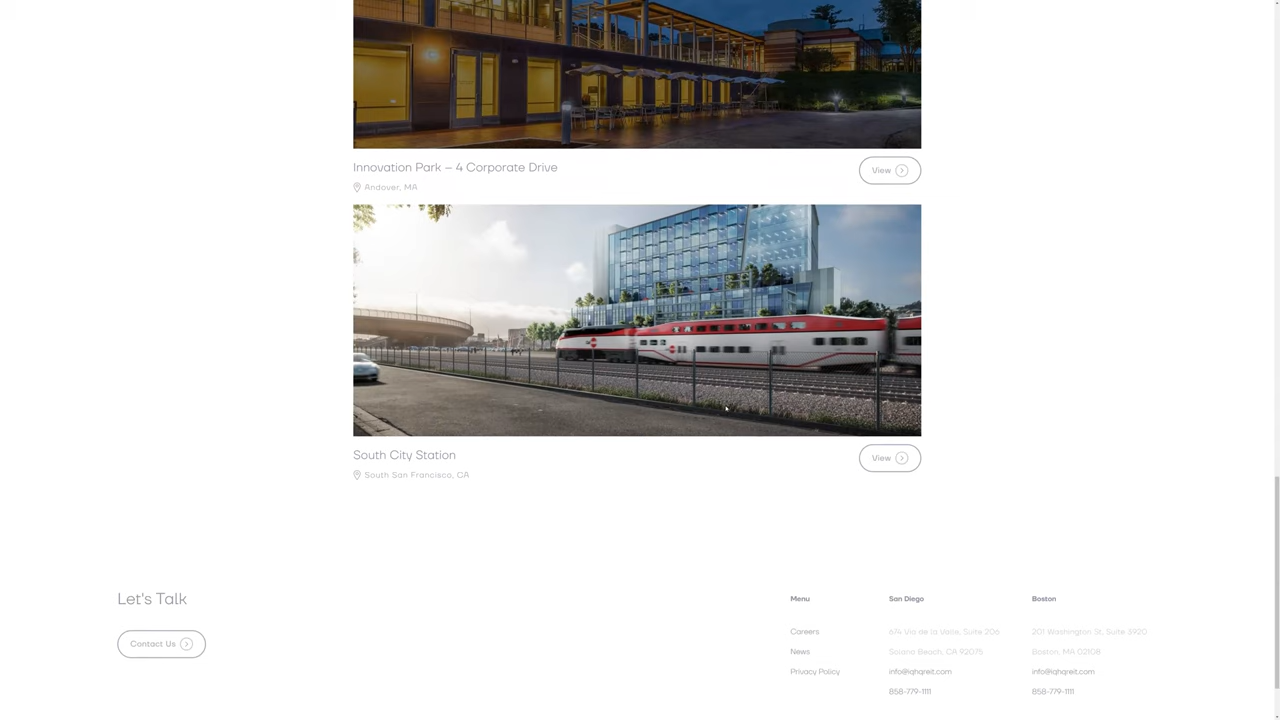 Innovation Park – 4 Corporate Drive
View
Andover, MA
South City Station
View
South San Francisco, CA
Let's Talk
Contact Us
Menu
Careers
News
Privacy Policy
San Diego
674 Via de la Valle, Suite 206
Solana Beach, CA 92075
info@iqhqreit.com
858-779-1111
Boston
201 Washington St, Suite 3920
Boston, MA 02108
info@iqhqreit.com
858-779-1111